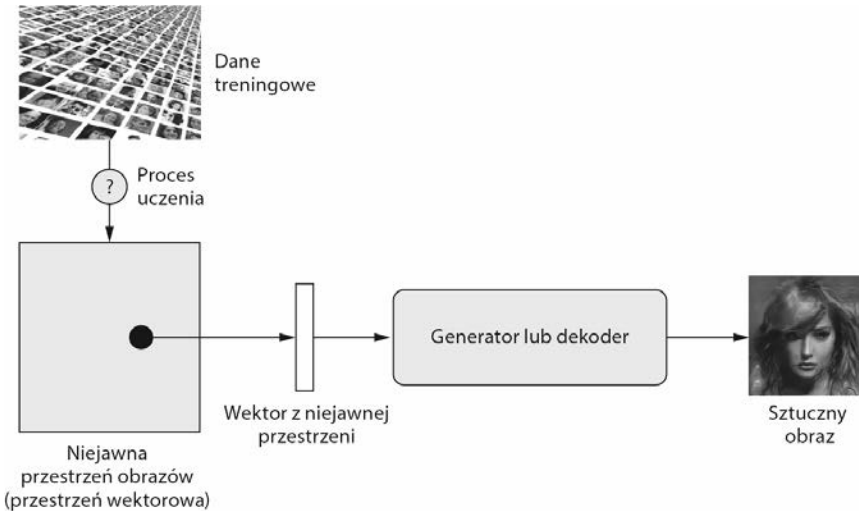 Dane
treningowe
?
Proces
uczenia
Generator lub dekoder
Wektor z niejawnej
przestrzeni
Sztuczny
obraz
Niejawna
przestrzeń obrazów
(przestrzeń wektorowa)